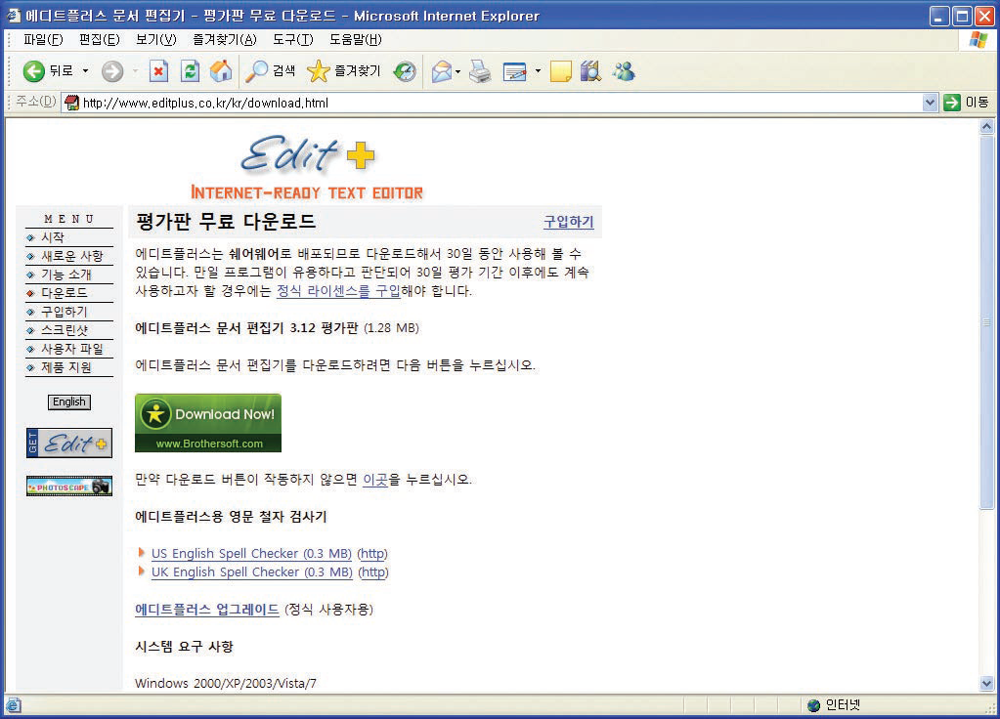 에디트플러스 문서 편집기 - 평가판 무료 다운로드 - Microsoft Internet Explorer
파일(F) 편집(E) 보기(V) 즐겨찾기(A) 도구(T) 도움말(H)
뒤로 검색 즐겨찾기
주소(D) http://www.editplus.co.kr/kr/download.html 이동
Edit+
INTERNET-READY TEXT EDITOR
MENU
시작
새로운 사항
기능 소개
다운로드
구입하기
스크린샷
사용자 파일
제품 지원
English
GET Edit+
PHOTOSCAPE
평가판 무료 다운로드 구입하기
에디트플러스는 쉐어웨어로 배포되므로 다운로드해서 30일 동안 사용해 볼 수
있습니다. 만일 프로그램이 유용하다고 판단되어 30일 평가 기간 이후에도 계속
사용하고자 할 경우에는 정식 라이센스를 구입해야 합니다.
에디트플러스 문서 편집기 3.12 평가판 (1.28 MB)
에디트플러스 문서 편집기를 다운로드하려면 다음 버튼을 누르십시오.
Download Now!
www.Brothersoft.com
만약 다운로드 버튼이 작동하지 않으면 이곳을 누르십시오.
에디트플러스용 영문 철자 검사기
US English Spell Checker (0.3 MB) (http)
UK English Spell Checker (0.3 MB) (http)
에디트플러스 업그레이드 (정식 사용자용)
시스템 요구 사항
Windows 2000/XP/2003/Vista/7
인터넷